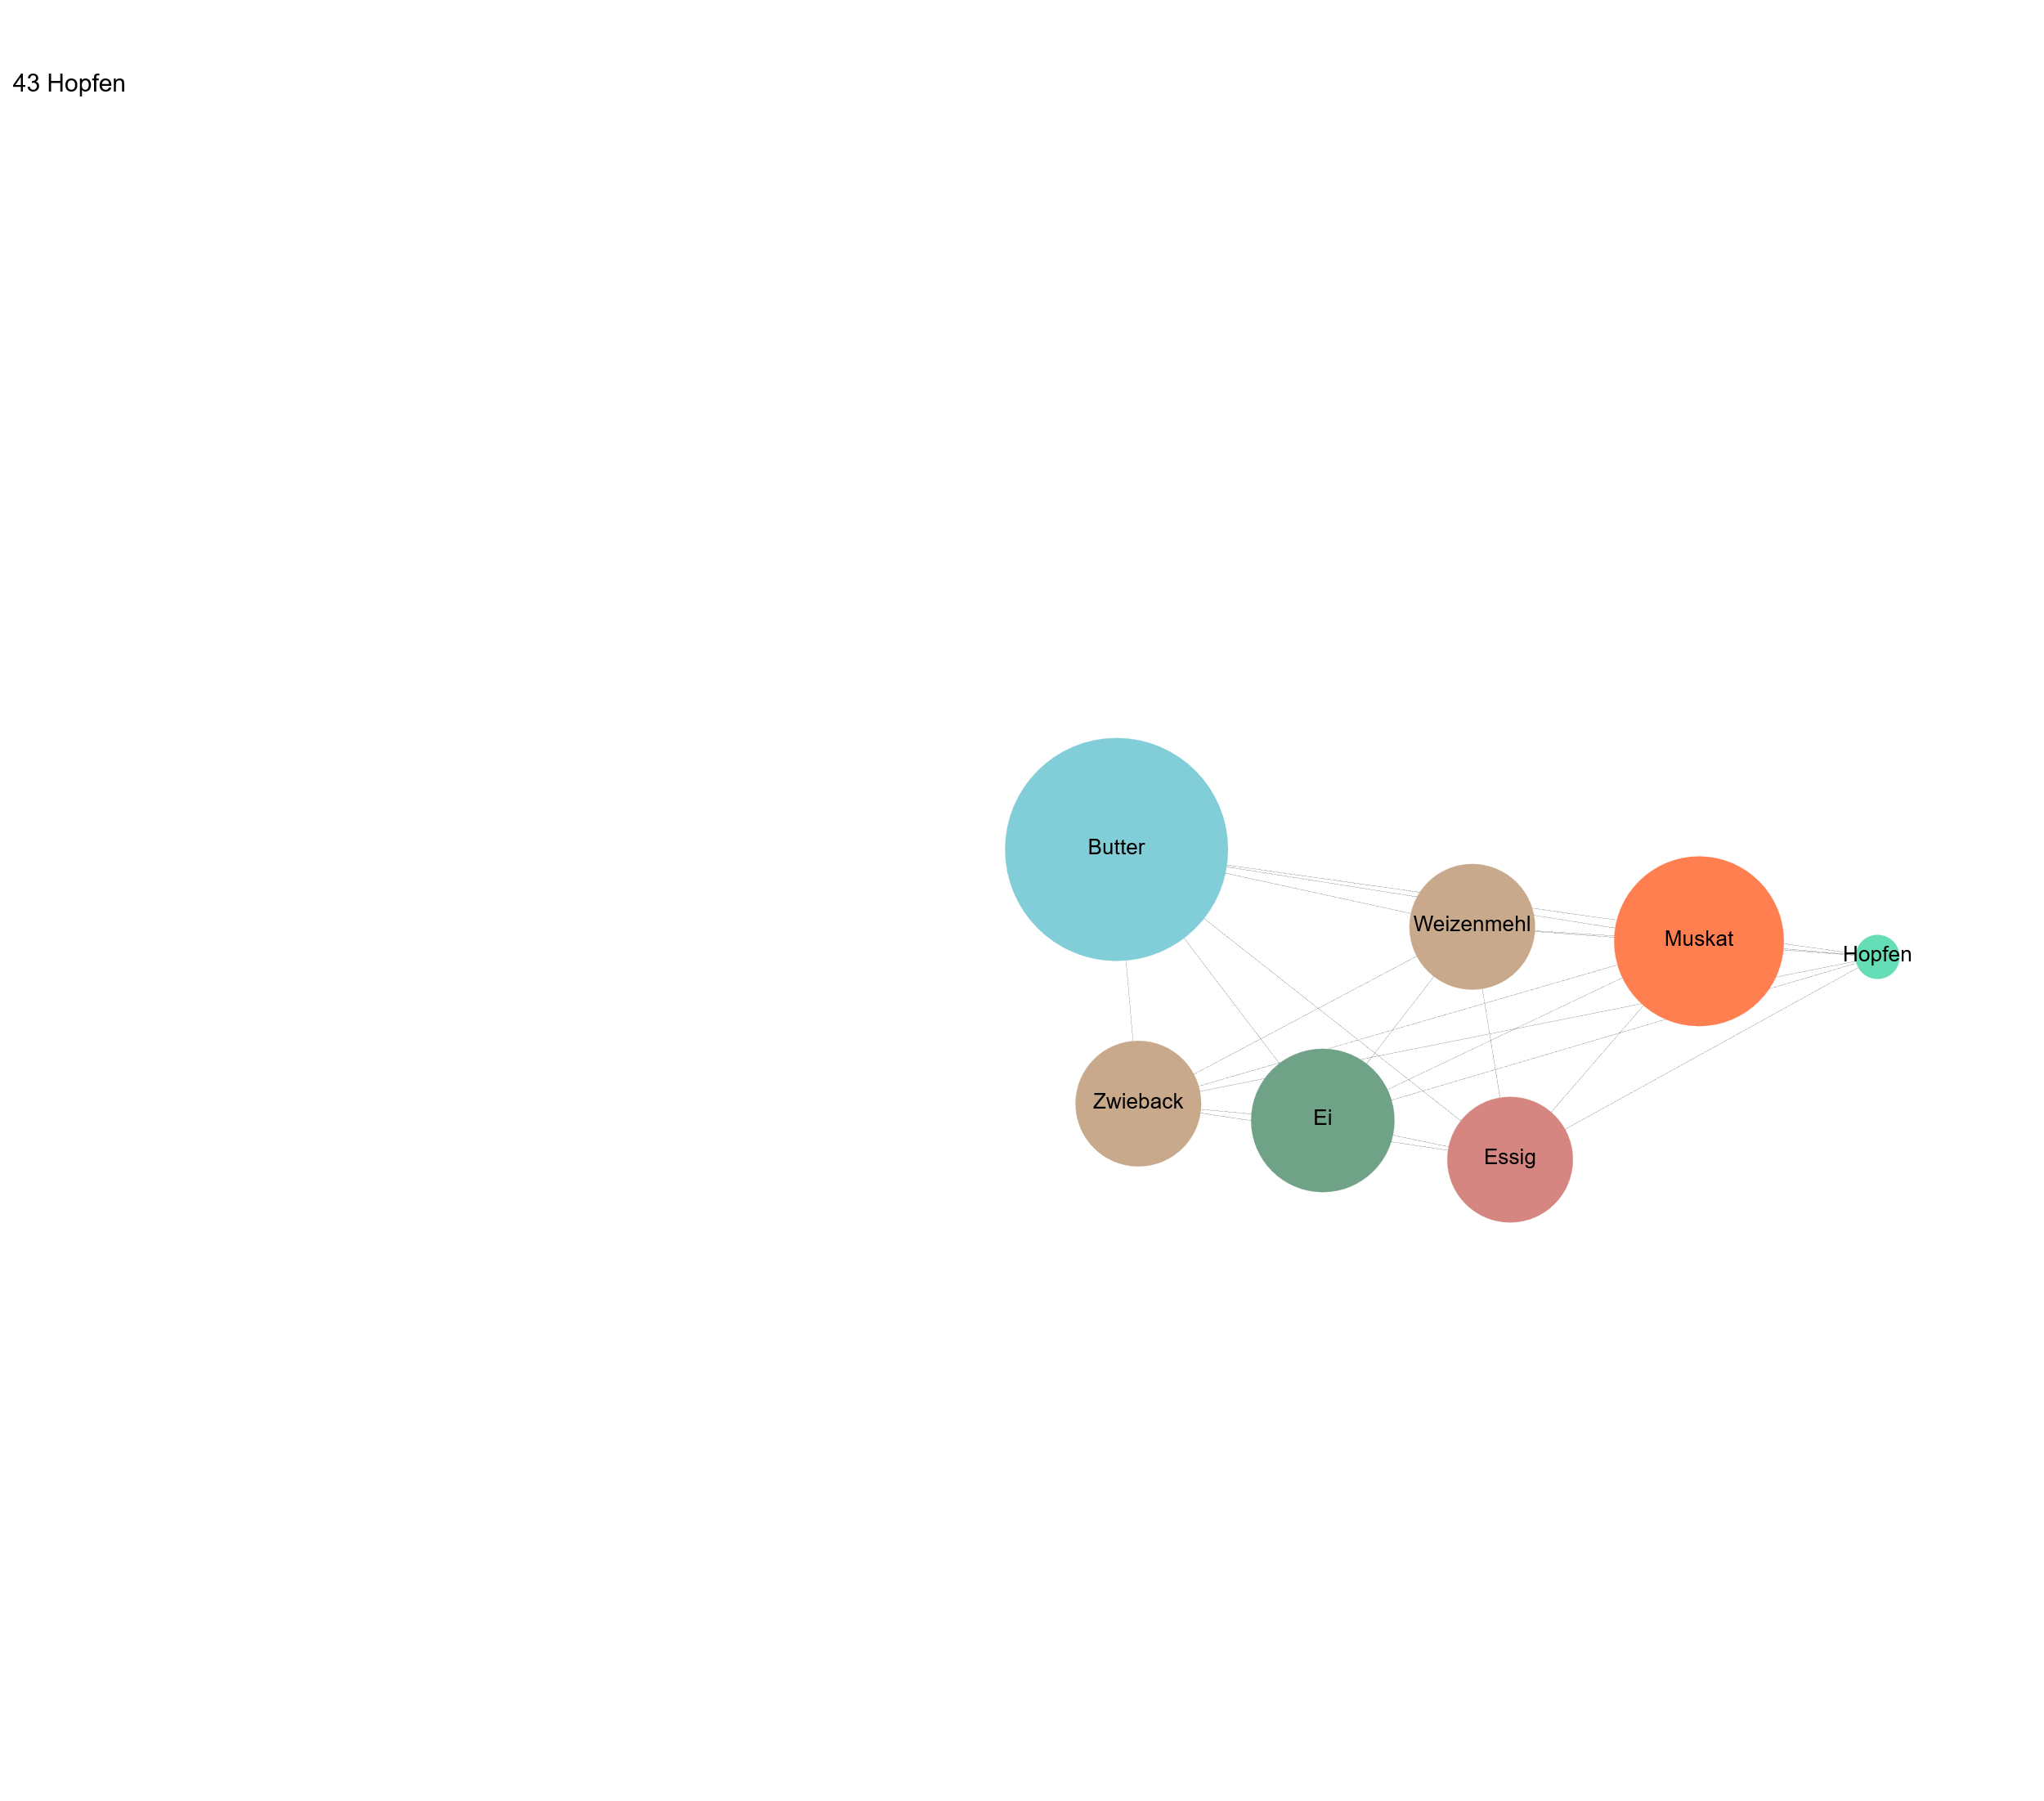 43 Hopfen
Butter
Weizenmehl
Muskat
Hopfen
Zwieback
Ei
Essig